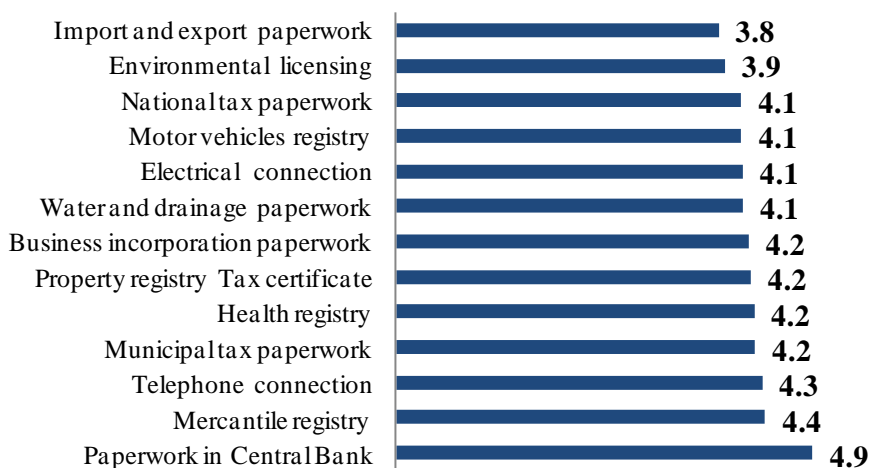 Import and export paperwork 3.8
Environmental licensing 3.9
National tax paperwork 4.1
Motor vehicles registry 4.1
Electrical connection 4.1
Water and drainage paperwork 4.1
Business incorporation paperwork 4.2
Property registry Tax certificate 4.2
Health registry 4.2
Municipal tax paperwork 4.2
Telephone connection 4.3
Mercantile registry 4.4
Paperwork in Central Bank 4.9